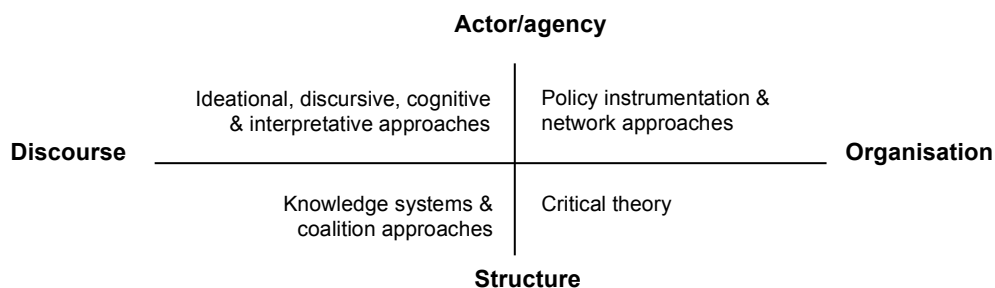 Actor/agency
Ideational, discursive, cognitive
& interpretative approaches
Policy instrumentation &
network approaches
Discourse
Organisation
Knowledge systems &
coalition approaches
Critical theory
Structure